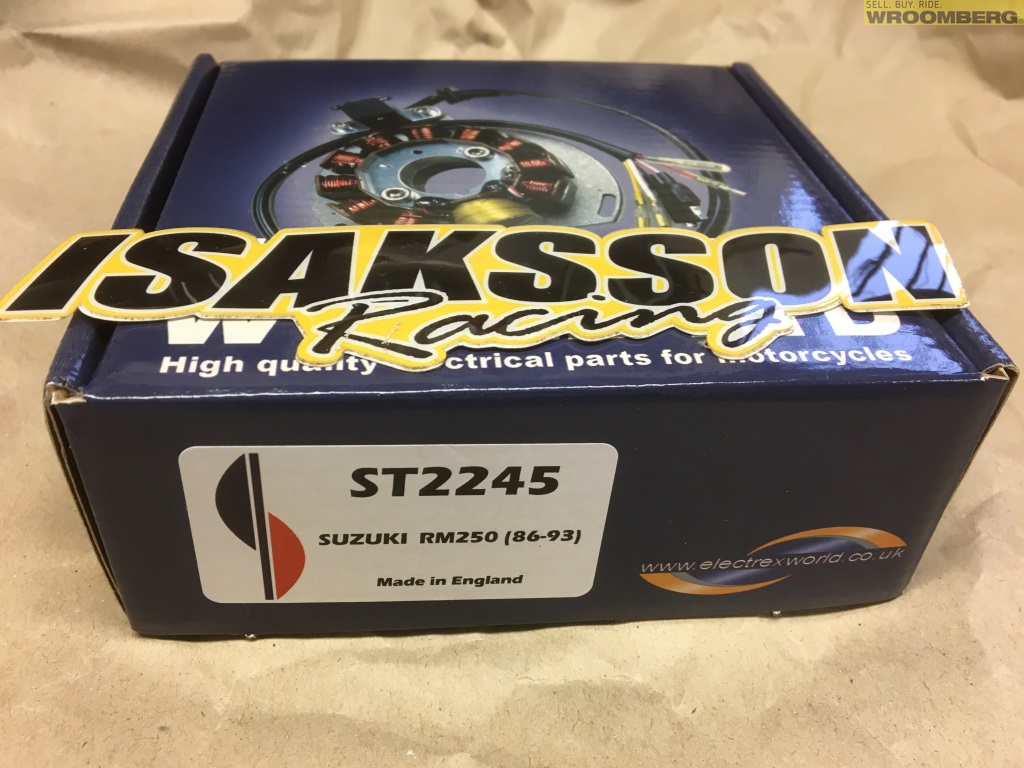 SELL. BUY. RIDE.
WROOMBERG
ISAKSSON
Racing
High quality parts for motorcycles
ST2245
SUZUKI RM250 (86-93)
Made in England
www.electrexworld.co.uk